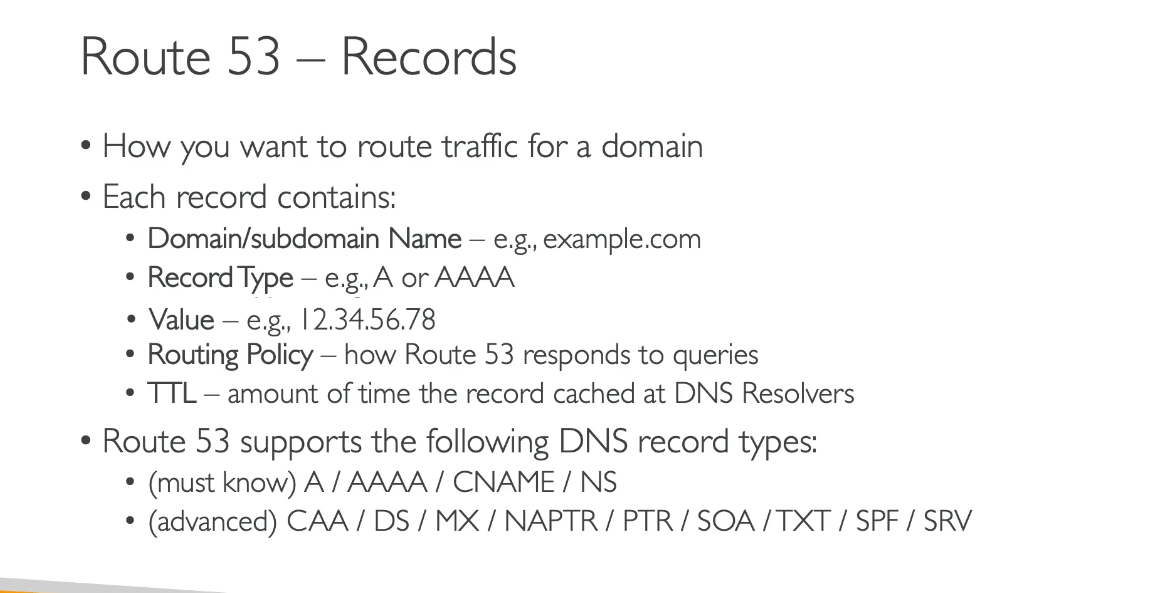 Route 53 – Records
• How you want to route traffic for a domain
• Each record contains:
• Domain/subdomain Name – e.g., example.com
• Record Type – e.g., A or AAAA
• Value – e.g., 12.34.56.78
• Routing Policy – how Route 53 responds to queries
• TTL – amount of time the record cached at DNS Resolvers
• Route 53 supports the following DNS record types:
• (must know) A / AAAA / CNAME / NS
• (advanced) CAA / DS / MX / NAPTR / PTR / SOA / TXT / SPF / SRV